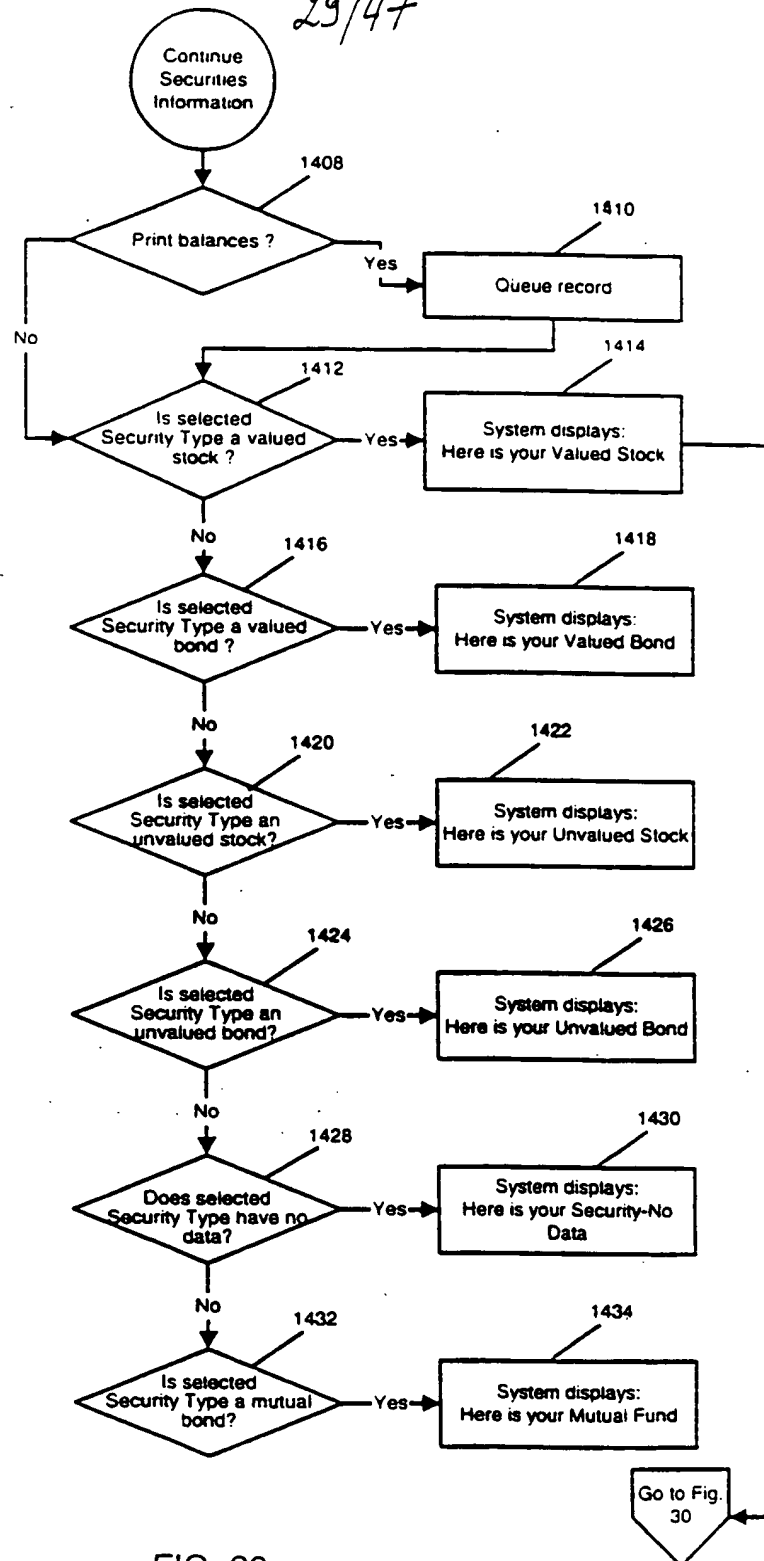 29/47
Continue
Securities
Information
1408
Print balances ?
Yes
1410
Queue record
No
1412
Is selected
Security Type a valued
stock ?
Yes
1414
System displays:
Here is your Valued Stock
No
1416
Is selected
Security Type a valued
bond ?
Yes
1418
System displays:
Here is your Valued Bond
No
1420
Is selected
Security Type an
unvalued stock?
Yes
1422
System displays:
Here is your Unvalued Stock
No
1424
Is selected
Security Type an
unvalued bond?
Yes
1426
System displays:
Here is your Unvalued Bond
No
1428
Does selected
Security Type have no
data?
Yes
1430
System displays:
Here is your Security-No
Data
No
1432
Is selected
Security Type a mutual
bond?
Yes
1434
System displays:
Here is your Mutual Fund
Go to Fig.
30
FIG.